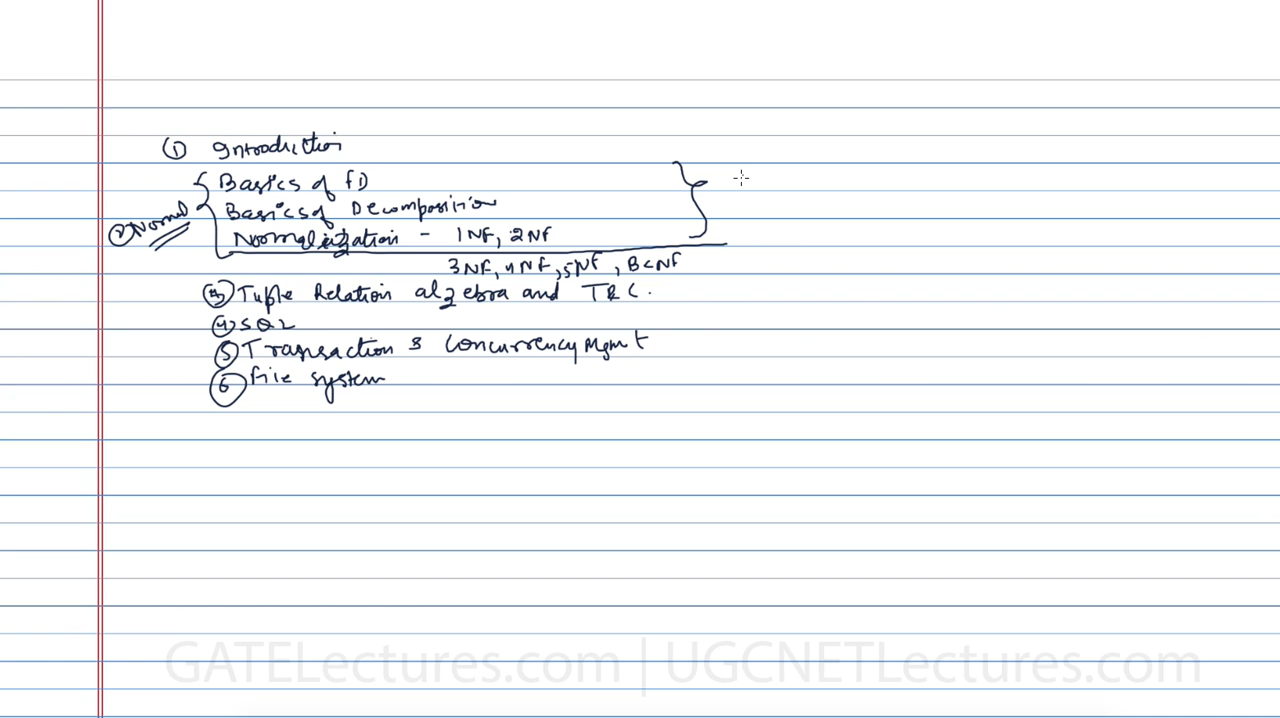 ① Introduction
Basics of FD
Basics of Decomposition
② Normal
Normalization - 1NF, 2NF
3NF, 4NF, 5NF, BCNF
③ Tuple Relation algebra and TRC.
④ SQL
⑤ Transaction & Concurrency Mgmt
⑥ File system
GATELectures.com | UGCNETLectures.com